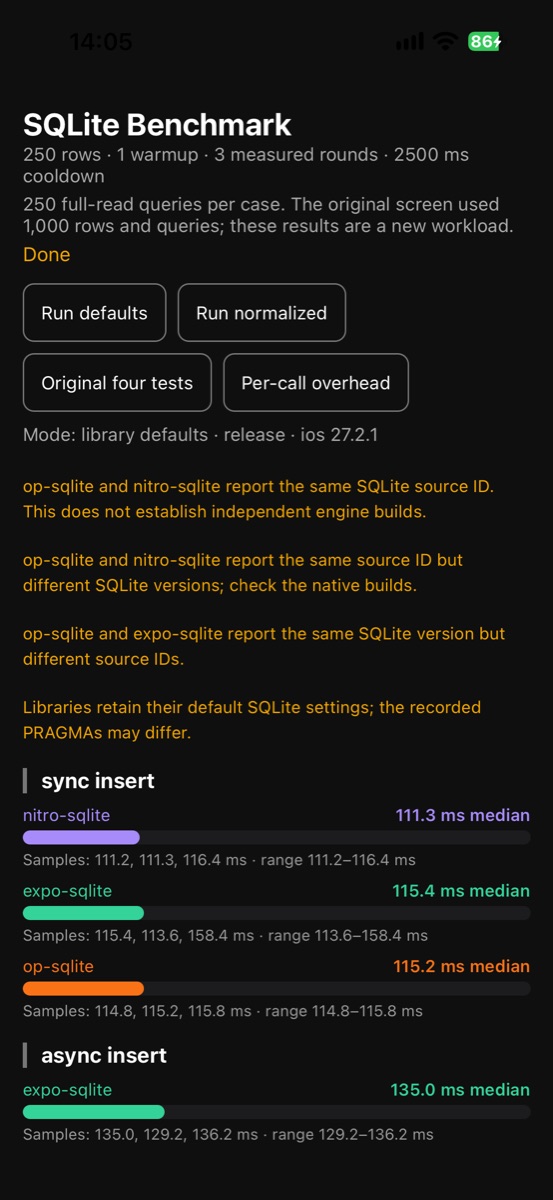 14:05
86
SQLite Benchmark
250 rows · 1 warmup · 3 measured rounds · 2500 ms
cooldown
250 full-read queries per case. The original screen used
1,000 rows and queries; these results are a new workload.
Done
Run defaults
Run normalized
Original four tests
Per-call overhead
Mode: library defaults · release · ios 27.2.1
op-sqlite and nitro-sqlite report the same SQLite source ID.
This does not establish independent engine builds.
op-sqlite and nitro-sqlite report the same source ID but
different SQLite versions; check the native builds.
op-sqlite and expo-sqlite report the same SQLite version but
different source IDs.
Libraries retain their default SQLite settings; the recorded
PRAGMAs may differ.
sync insert
nitro-sqlite 111.3 ms median
Samples: 111.2, 111.3, 116.4 ms · range 111.2–116.4 ms
expo-sqlite 115.4 ms median
Samples: 115.4, 113.6, 158.4 ms · range 113.6–158.4 ms
op-sqlite 115.2 ms median
Samples: 114.8, 115.2, 115.8 ms · range 114.8–115.8 ms
async insert
expo-sqlite 135.0 ms median
Samples: 135.0, 129.2, 136.2 ms · range 129.2–136.2 ms